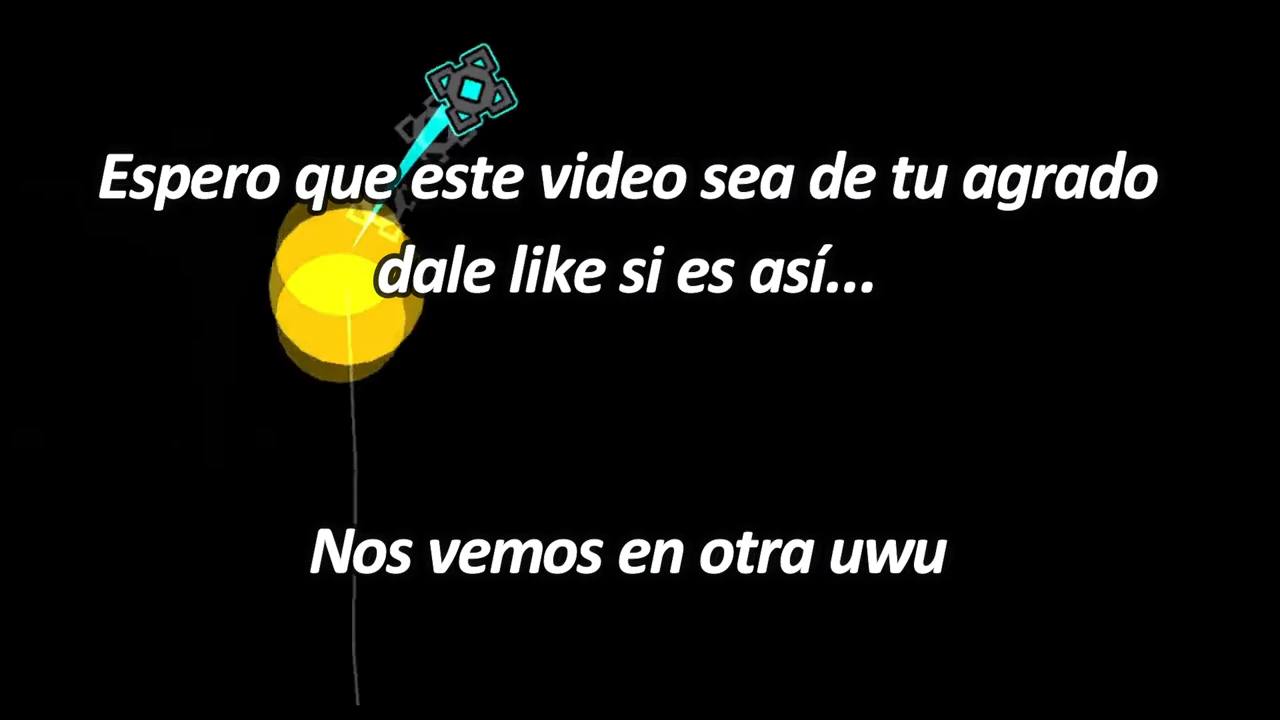 Espero que este video sea de tu agrado
dale like si es así...
Nos vemos en otra uwu